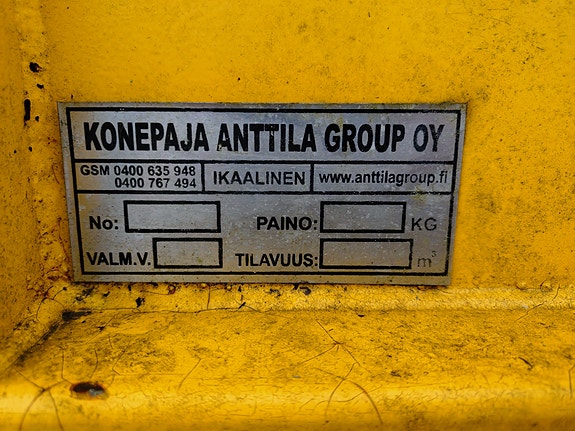 KONEPAJA ANTTILA GROUP OY
GSM 0400 635 948
0400 767 494
IKAALINEN
www.anttilagroup.fi
No: PAINO: KG
VALM.V. TILAVUUS: m³